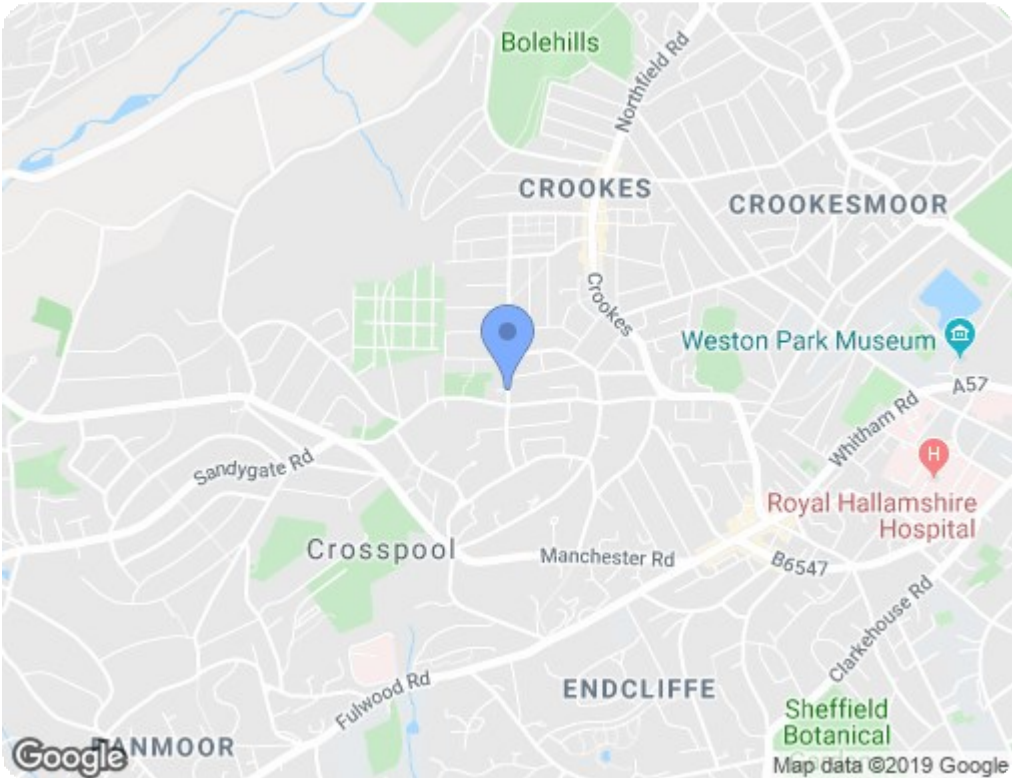 Bolehills
Northfield Rd
CROOKES
CROOKESMOOR
Crookes
Weston Park Museum
A57
Whitham Rd
Sandygate Rd
H
Royal Hallamshire
Hospital
Crosspool
Manchester Rd
B6547
Clarkehouse Rd
ENDCLIFFE
Fulwood Rd
Sheffield
Botanical
Google
Map data ©2019 Google